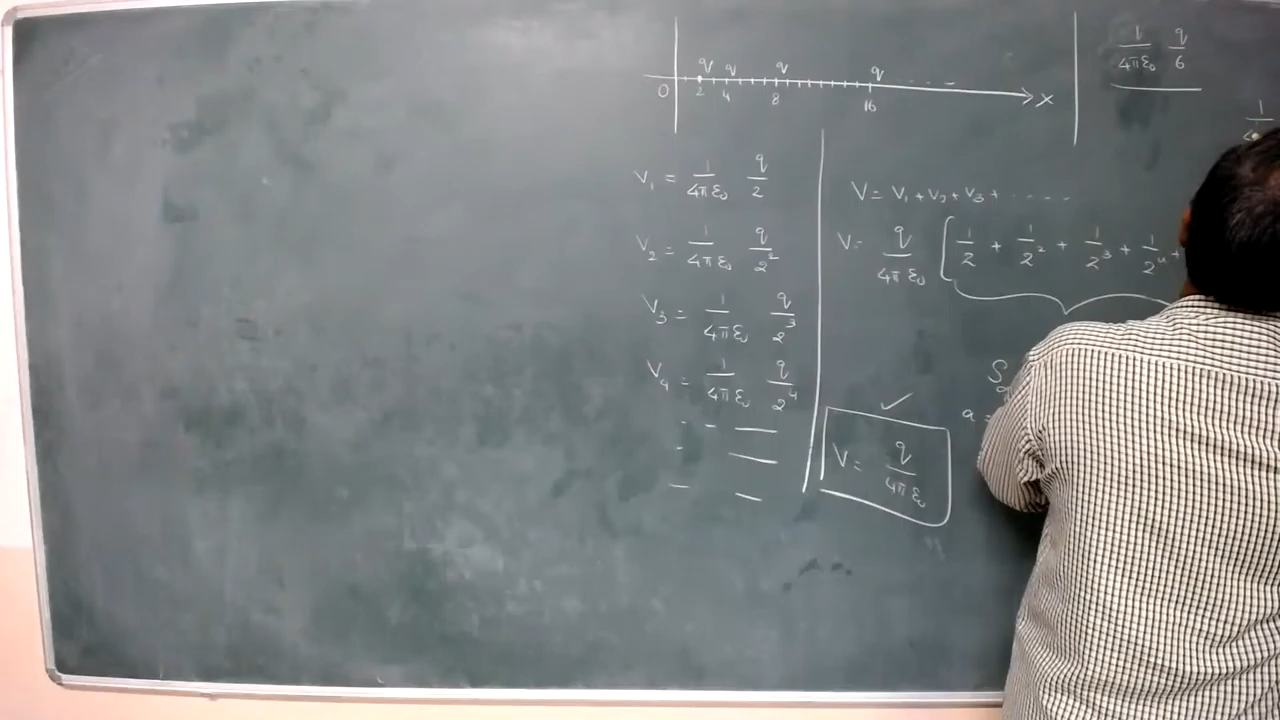 q q q q - - -
0 2 4 8 16 X
V₁ = 1/4πε₀ q/2
V₂ = 1/4πε₀ q/2²
V₃ = 1/4πε₀ q/2³
V₄ = 1/4πε₀ q/2⁴
V = V₁ + V₂ + V₃ + - - - - -
V = q/4πε₀ [ 1/2 + 1/2² + 1/2³ + 1/2⁴ +
S
a =
V = q/4πε₀ ✓
1/4πε₀ q/6